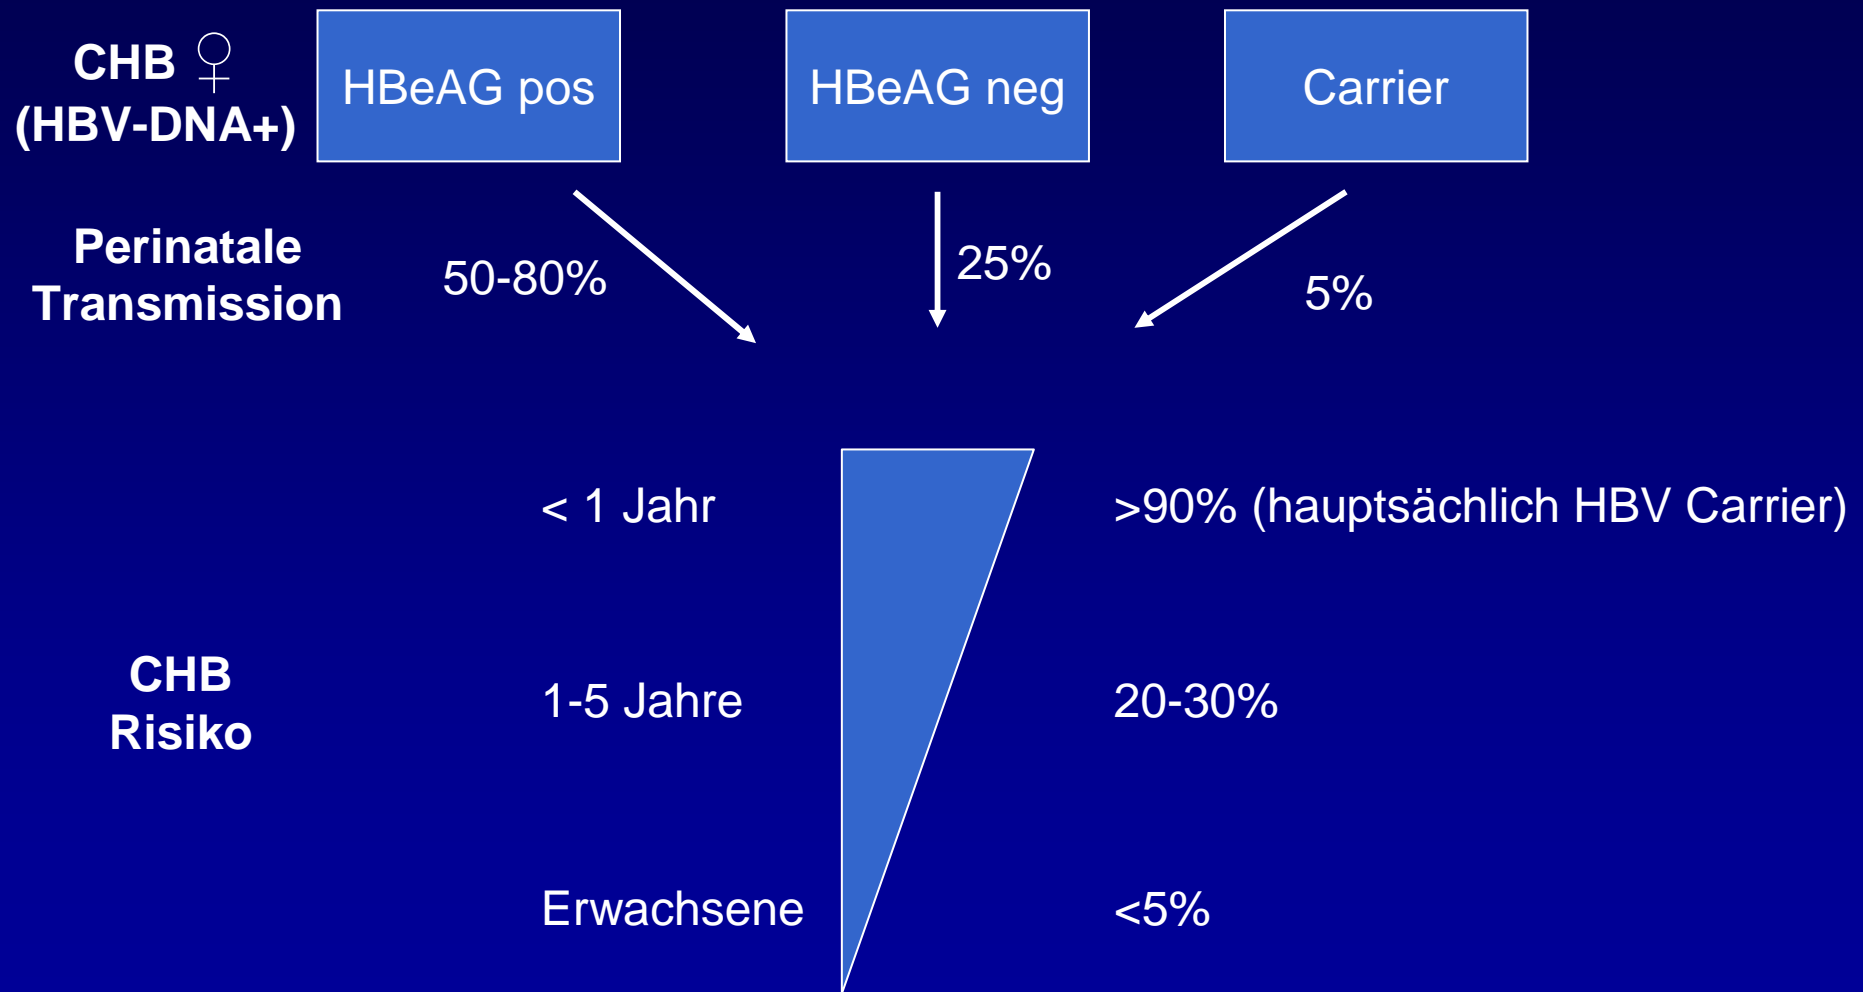 CHB ♀
(HBV-DNA+)
HBeAG pos
HBeAG neg
Carrier
Perinatale
Transmission
50-80%
25%
5%
CHB
Risiko
< 1 Jahr
>90% (hauptsächlich HBV Carrier)
1-5 Jahre
20-30%
Erwachsene
<5%